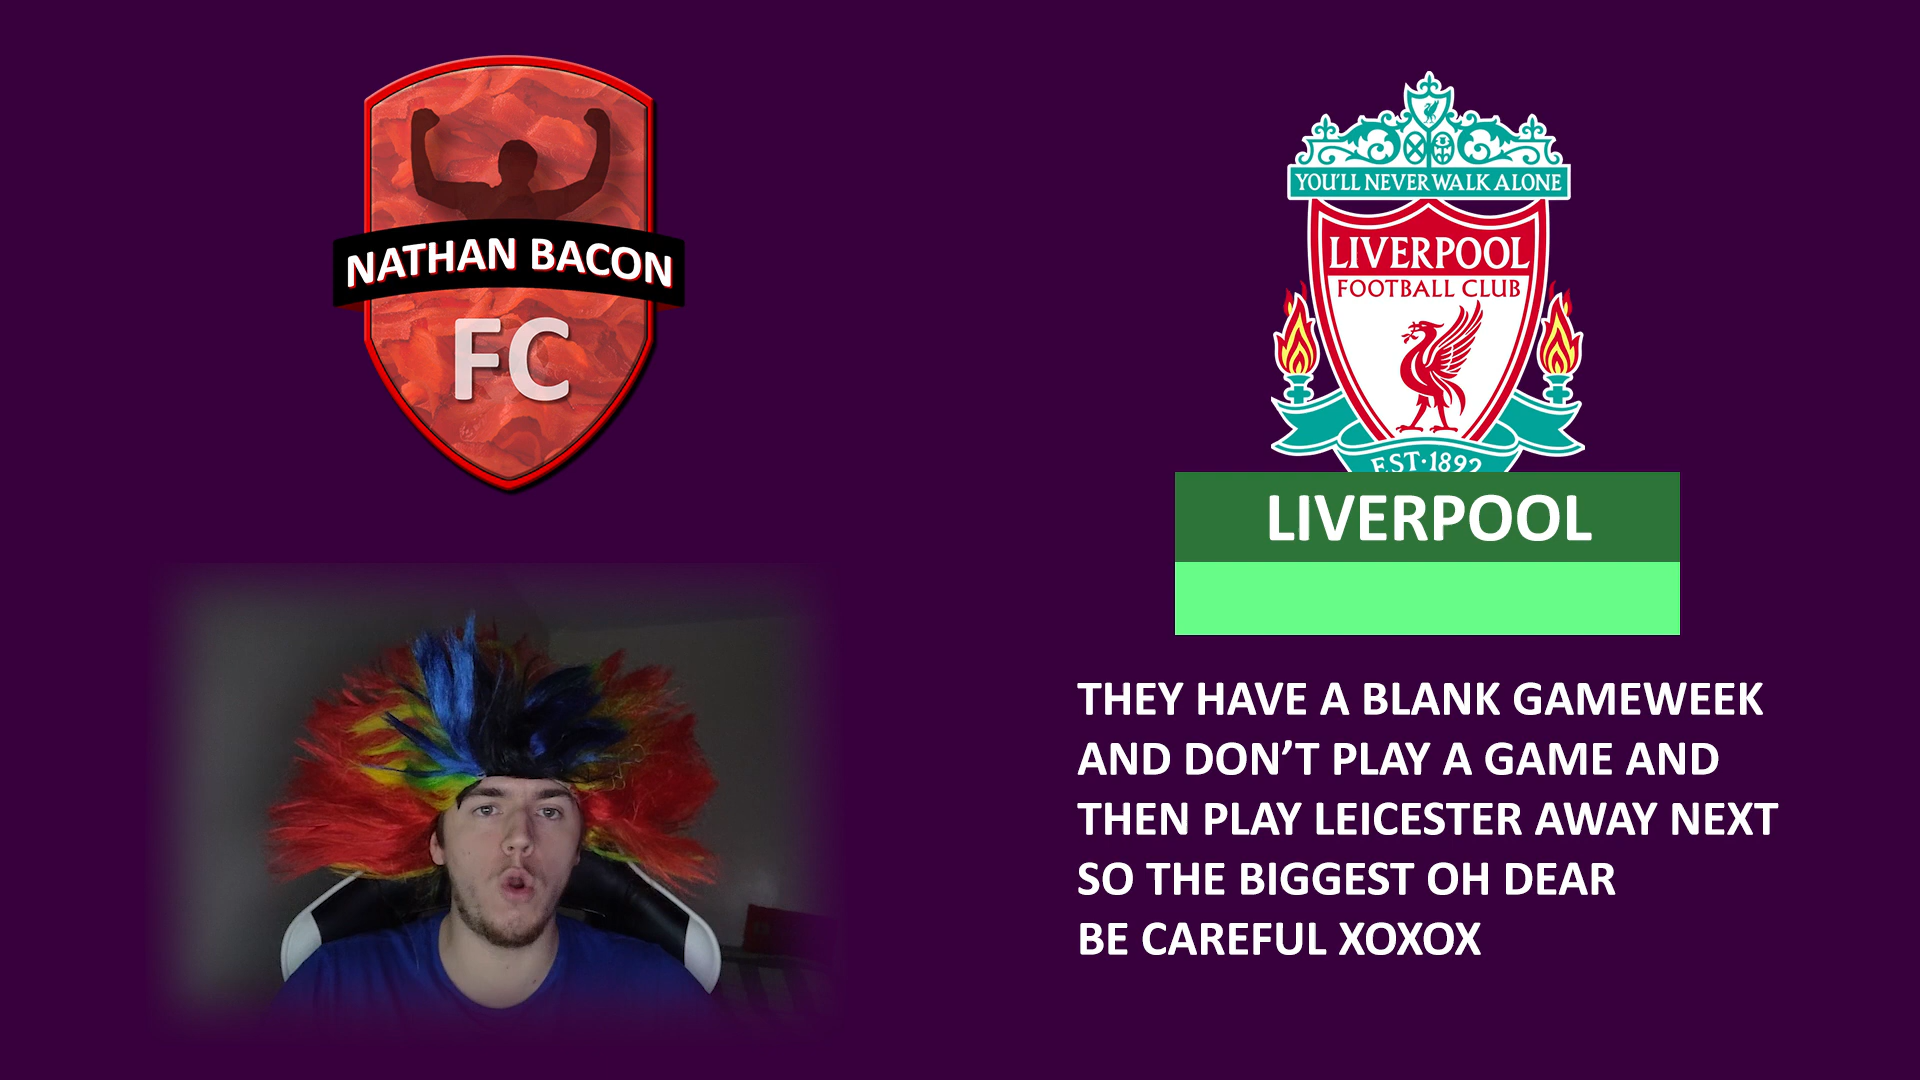 NATHAN BACON
FC
YOU'LL NEVER WALK ALONE
LIVERPOOL
FOOTBALL CLUB
EST·1892
LIVERPOOL
THEY HAVE A BLANK GAMEWEEK
AND DON’T PLAY A GAME AND
THEN PLAY LEICESTER AWAY NEXT
SO THE BIGGEST OH DEAR
BE CAREFUL XOXOX